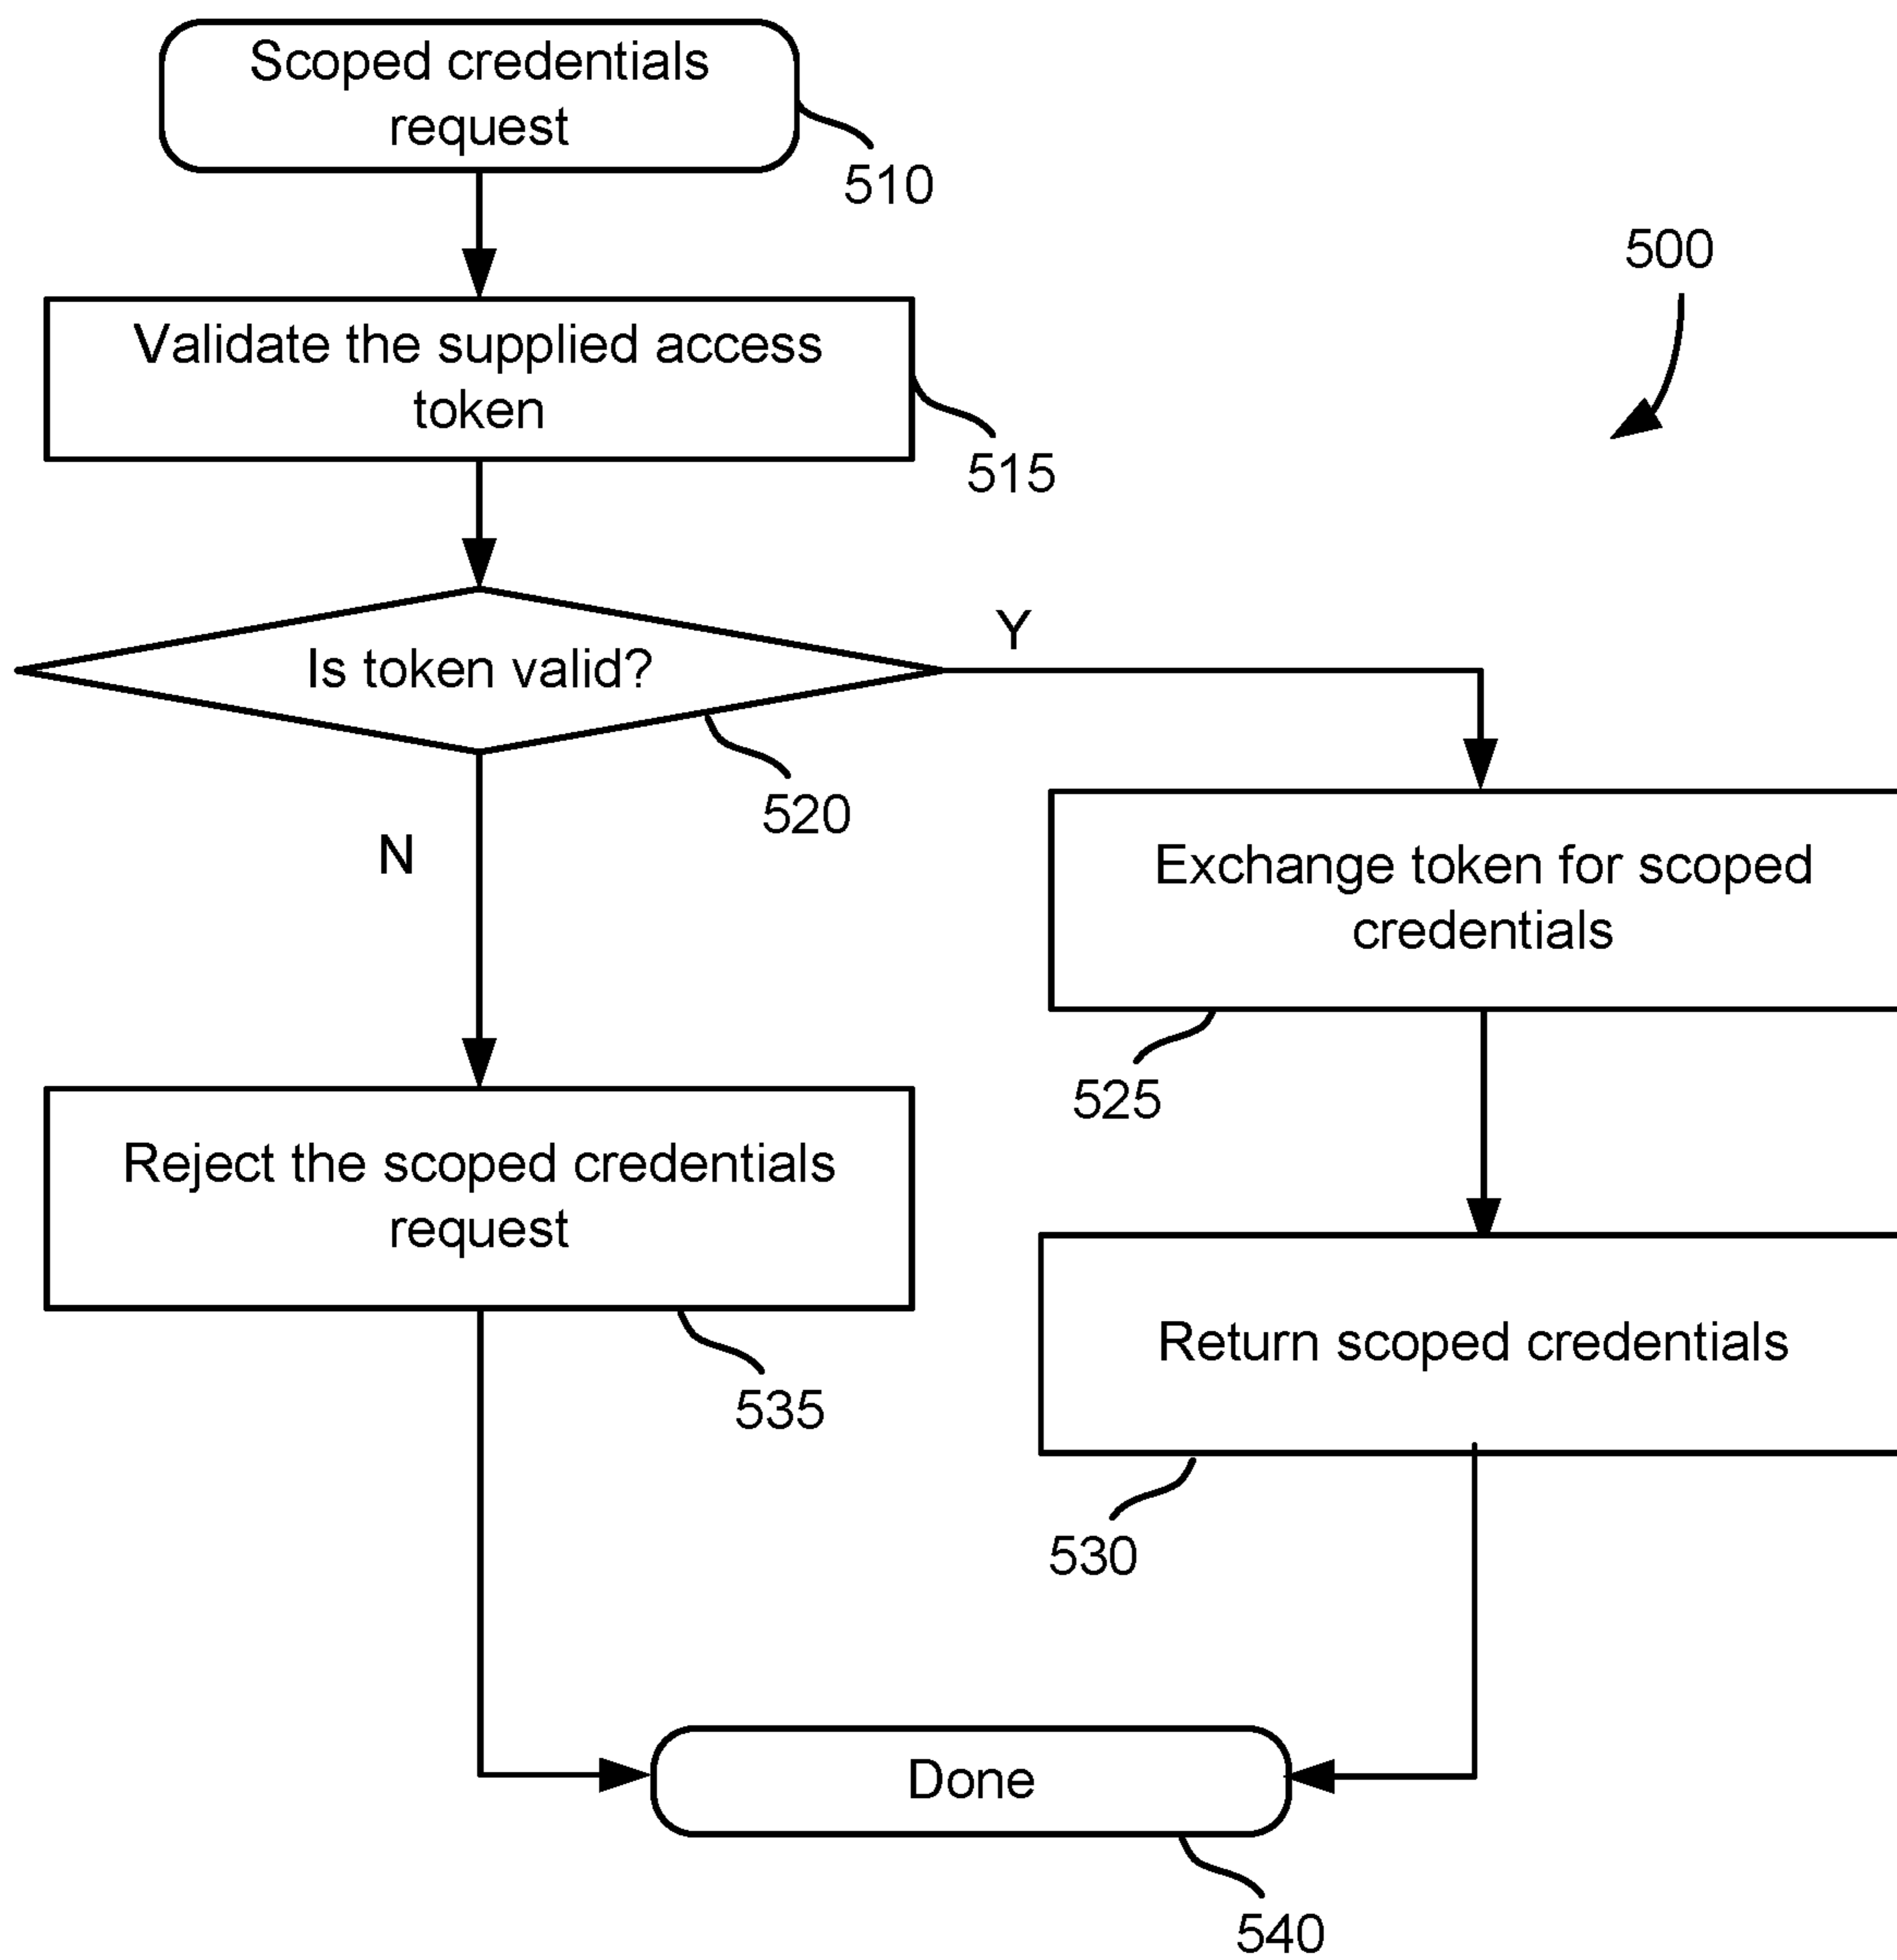 Scoped credentials
request
510
500
Validate the supplied access
token
515
Is token valid?
Y
520
N
Exchange token for scoped
credentials
525
Reject the scoped credentials
request
535
Return scoped credentials
530
Done
540